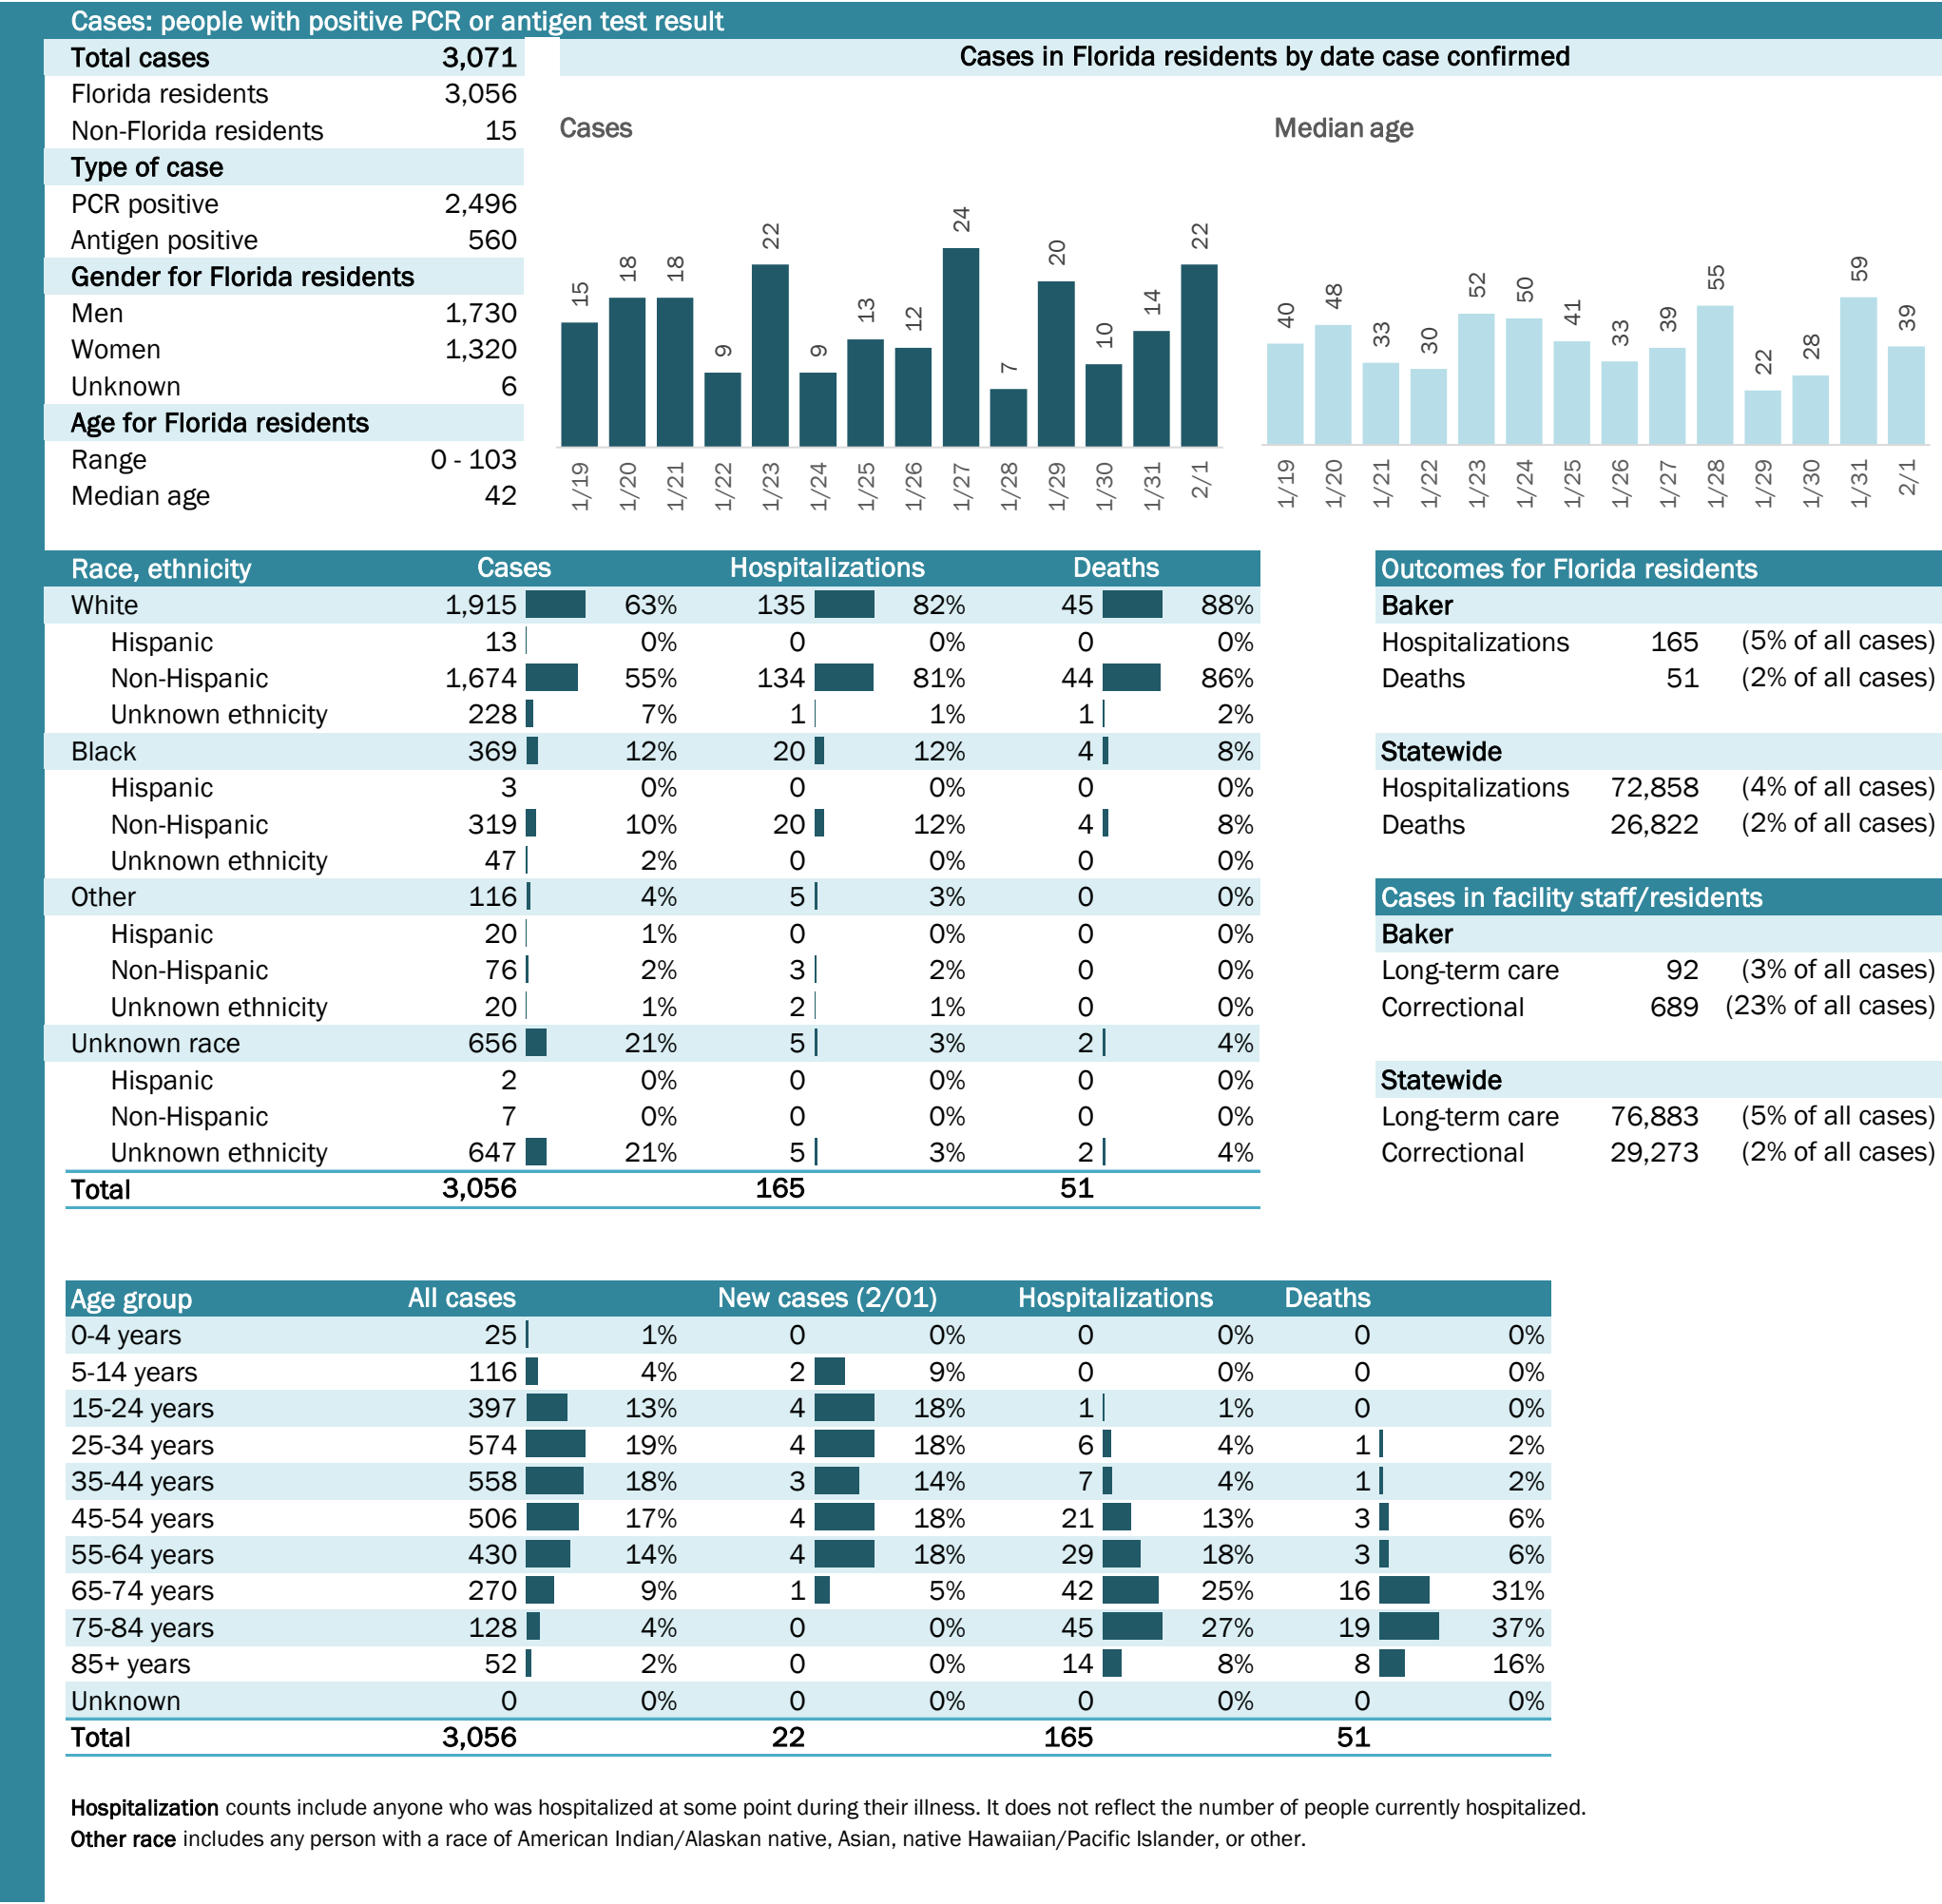 Cases: people with positive PCR or antigen test result
Total cases 3,071
Florida residents 3,056
Non-Florida residents 15
Type of case
PCR positive 2,496
Antigen positive 560
Gender for Florida residents
Men 1,730
Women 1,320
Unknown 6
Age for Florida residents
Range 0 - 103
Median age 42
Cases in Florida residents by date case confirmed
Cases
15 18 18 9 22 9 13 12 24 7 20 10 14 22
1/19 1/20 1/21 1/22 1/23 1/24 1/25 1/26 1/27 1/28 1/29 1/30 1/31 2/1
Median age
40 48 33 30 52 50 41 33 39 55 22 28 59 39
1/19 1/20 1/21 1/22 1/23 1/24 1/25 1/26 1/27 1/28 1/29 1/30 1/31 2/1
Race, ethnicity Cases Hospitalizations Deaths
White 1,915 63% 135 82% 45 88%
Hispanic 13 0% 0 0% 0 0%
Non-Hispanic 1,674 55% 134 81% 44 86%
Unknown ethnicity 228 7% 1 1% 1 2%
Black 369 12% 20 12% 4 8%
Hispanic 3 0% 0 0% 0 0%
Non-Hispanic 319 10% 20 12% 4 8%
Unknown ethnicity 47 2% 0 0% 0 0%
Other 116 4% 5 3% 0 0%
Hispanic 20 1% 0 0% 0 0%
Non-Hispanic 76 2% 3 2% 0 0%
Unknown ethnicity 20 1% 2 1% 0 0%
Unknown race 656 21% 5 3% 2 4%
Hispanic 2 0% 0 0% 0 0%
Non-Hispanic 7 0% 0 0% 0 0%
Unknown ethnicity 647 21% 5 3% 2 4%
Total 3,056 165 51
Outcomes for Florida residents
Baker
Hospitalizations 165 (5% of all cases)
Deaths 51 (2% of all cases)
Statewide
Hospitalizations 72,858 (4% of all cases)
Deaths 26,822 (2% of all cases)
Cases in facility staff/residents
Baker
Long-term care 92 (3% of all cases)
Correctional 689 (23% of all cases)
Statewide
Long-term care 76,883 (5% of all cases)
Correctional 29,273 (2% of all cases)
Age group All cases New cases (2/01) Hospitalizations Deaths
0-4 years 25 1% 0 0% 0 0% 0 0%
5-14 years 116 4% 2 9% 0 0% 0 0%
15-24 years 397 13% 4 18% 1 1% 0 0%
25-34 years 574 19% 4 18% 6 4% 1 2%
35-44 years 558 18% 3 14% 7 4% 1 2%
45-54 years 506 17% 4 18% 21 13% 3 6%
55-64 years 430 14% 4 18% 29 18% 3 6%
65-74 years 270 9% 1 5% 42 25% 16 31%
75-84 years 128 4% 0 0% 45 27% 19 37%
85+ years 52 2% 0 0% 14 8% 8 16%
Unknown 0 0% 0 0% 0 0% 0 0%
Total 3,056 22 165 51
Hospitalization counts include anyone who was hospitalized at some point during their illness. It does not reflect the number of people currently hospitalized.
Other race includes any person with a race of American Indian/Alaskan native, Asian, native Hawaiian/Pacific Islander, or other.